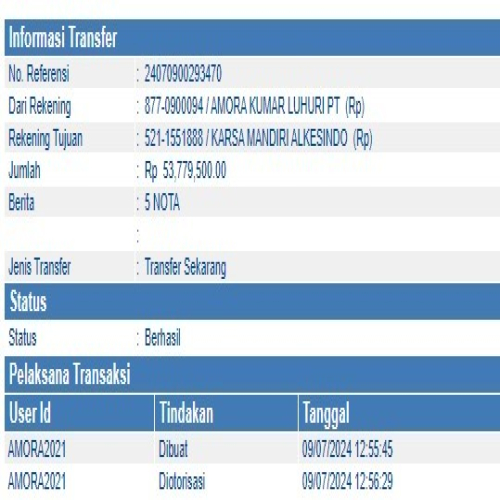 Informasi Transfer
No. Referensi : 24070900293470
Dari Rekening : 877-0900094 / AMORA KUMAR LUHURI PT (Rp)
Rekening Tujuan : 521-1551888 / KARSA MANDIRI ALKESINDO (Rp)
Jumlah : Rp 53,779,500.00
Berita : 5 NOTA
:
Jenis Transfer : Transfer Sekarang
Status
Status : Berhasil
Pelaksana Transaksi
User Id Tindakan Tanggal
AMORA2021 Dibuat 09/07/2024 12:55:45
AMORA2021 Diotorisasi 09/07/2024 12:56:29